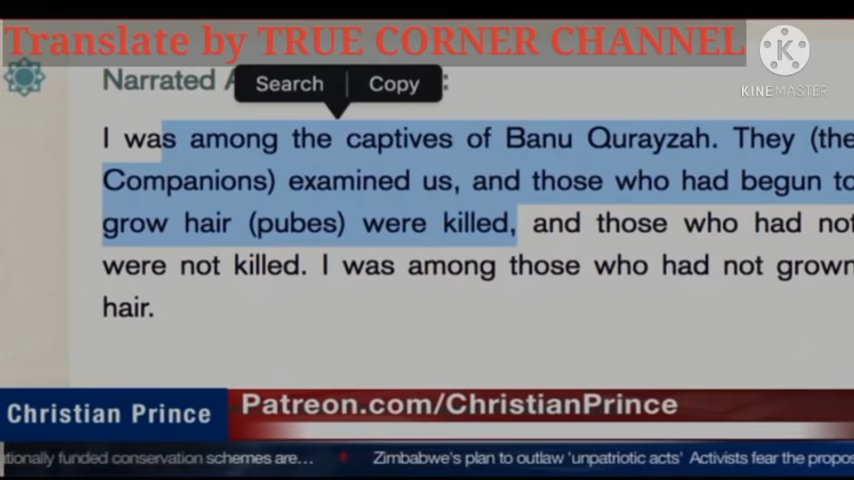 Translate by TRUE CORNER CHANNEL
KINEMASTER
Narrated
Search Copy
I was among the captives of Banu Qurayzah. They (the
Companions) examined us, and those who had begun to
grow hair (pubes) were killed, and those who had not
were not killed. I was among those who had not grown
hair.
Christian Prince
Patreon.com/ChristianPrince
funded conservation schemes are... Zimbabwe's plan to outlaw 'unpatriotic acts' Activists fear the